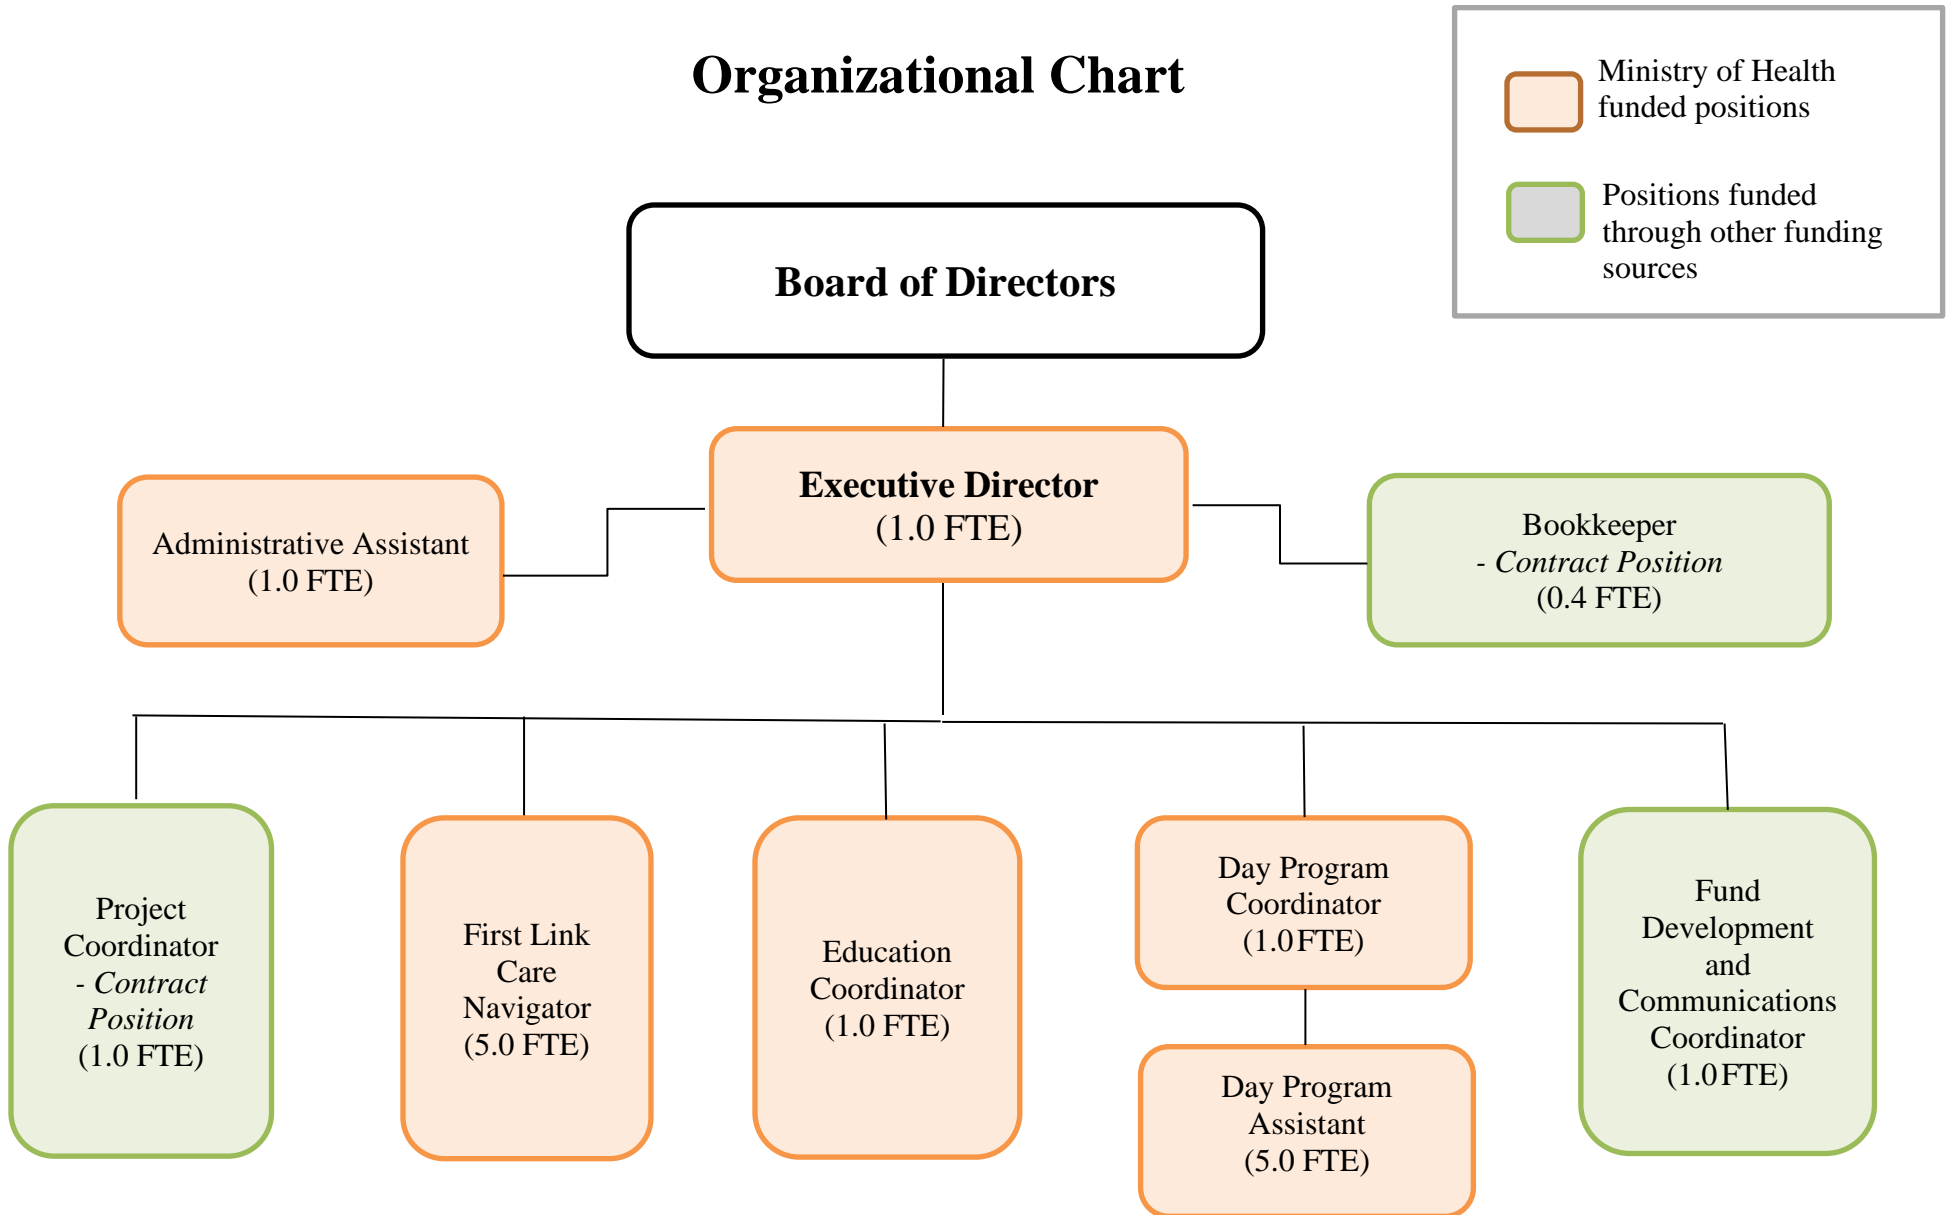 Organizational Chart
Ministry of Health
funded positions
Positions funded
through other funding
sources
Board of Directors
Executive Director
(1.0 FTE)
Administrative Assistant
(1.0 FTE)
Bookkeeper
- Contract Position
(0.4 FTE)
Project
Coordinator
- Contract
Position
(1.0 FTE)
First Link
Care
Navigator
(5.0 FTE)
Education
Coordinator
(1.0 FTE)
Day Program
Coordinator
(1.0 FTE)
Day Program
Assistant
(5.0 FTE)
Fund
Development
and
Communications
Coordinator
(1.0 FTE)